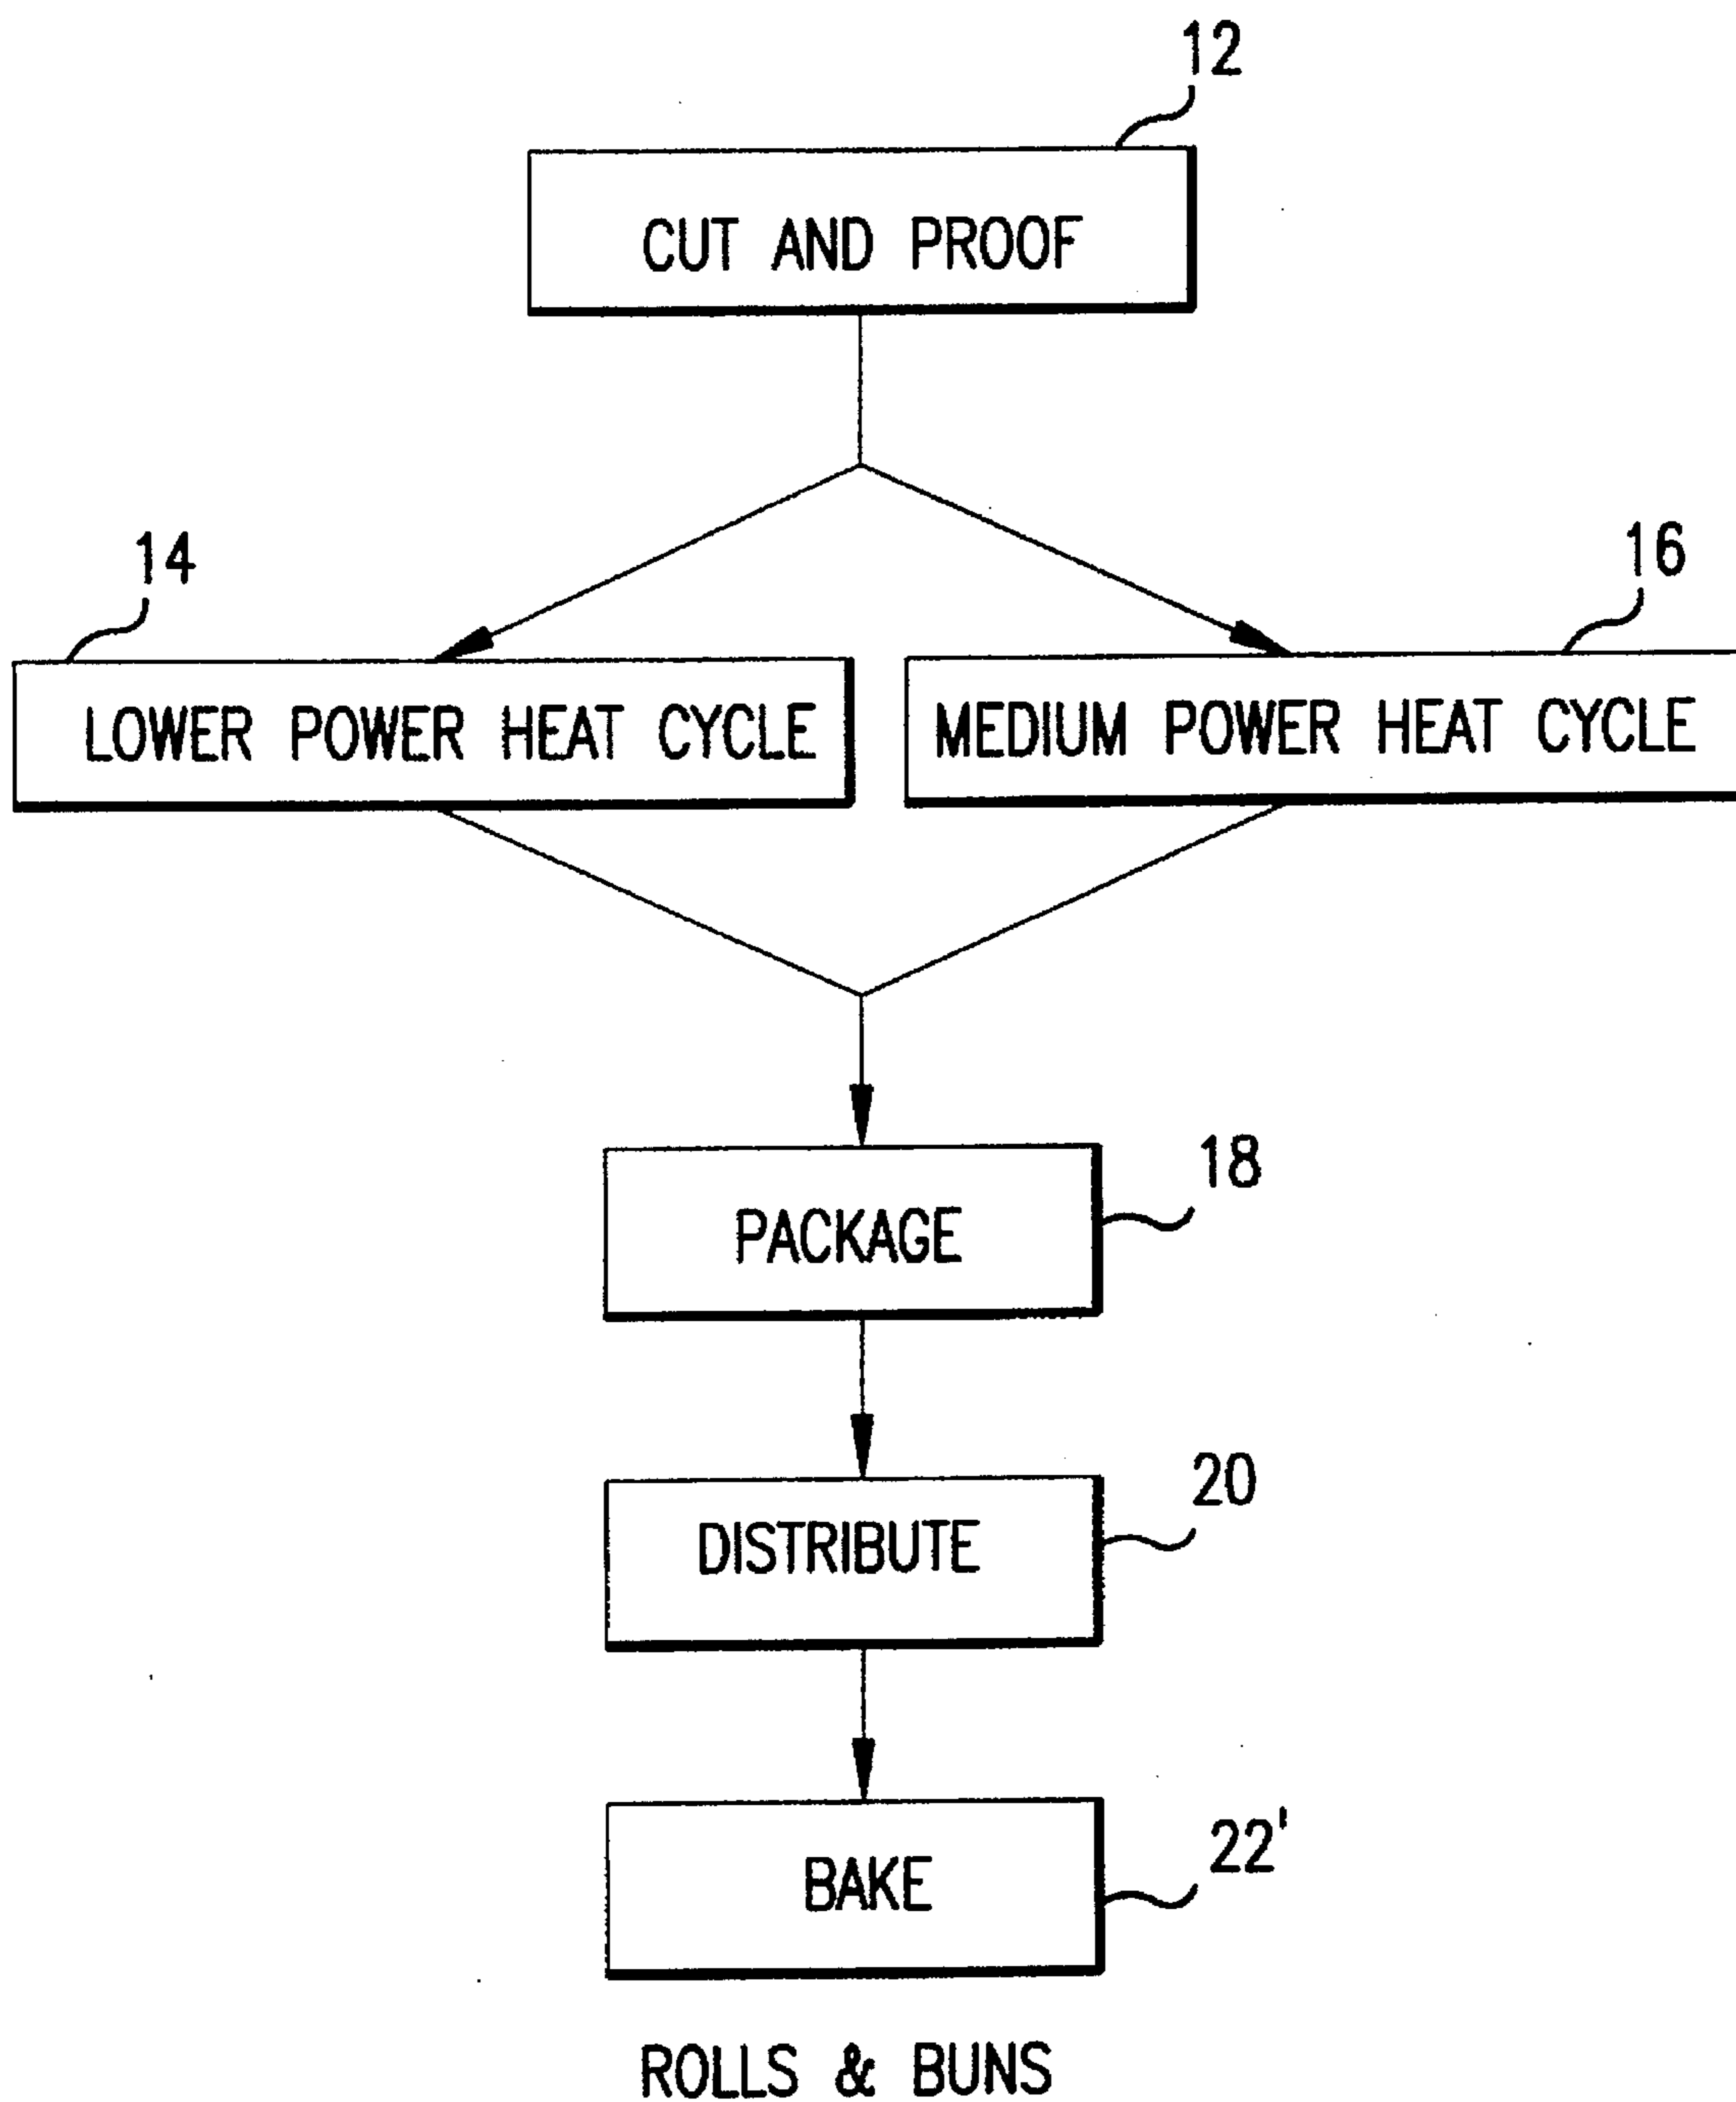 12
CUT AND PROOF
14
16
LOWER POWER HEAT CYCLE
MEDIUM POWER HEAT CYCLE
18
PACKAGE
20
DISTRIBUTE
22'
BAKE
ROLLS & BUNS